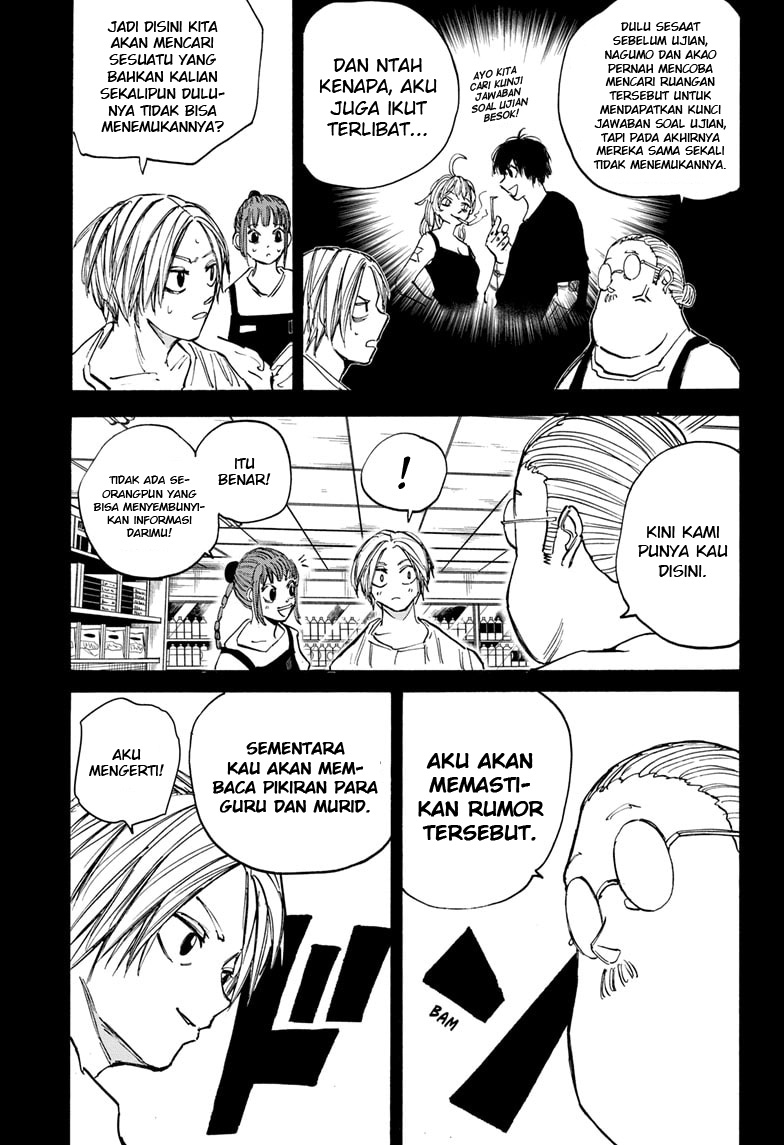 DULU SESAAT
SEBELUM UJIAN,
NAGUMO DAN AKAO
PERNAH MENCOBA
MENCARI RUANGAN
TERSEBUT UNTUK
MENDAPATKAN KUNCI
JAWABAN SOAL UJIAN,
TAPI PADA AKHIRNYA
MEREKA SAMA SEKALI
TIDAK MENEMUKANNYA.
AYO KITA
CARI KUNJI
JAWABAN
SOAL UJIAN
BESOK!
DAN NTAH
KENAPA, AKU
JUGA IKUT
TERLIBAT...
JADI DISINI KITA
AKAN MENCARI
SESUATU YANG
BAHKAN KALIAN
SEKALIPUN DULU-
NYA TIDAK BISA
MENEMUKANNYA?
KINI KAMI
PUNYA KAU
DISINI.
!
ITU
BENAR!
TIDAK ADA SE-
ORANGPUN YANG
BISA MENYEMBUNYI-
KAN INFORMASI
DARIMU!
AKU AKAN
MEMASTI-
KAN RUMOR
TERSEBUT.
SEMENTARA
KAU AKAN MEM-
BACA PIKIRAN PARA
GURU DAN MURID.
AKU
MENGERTI!
ドン
BAM